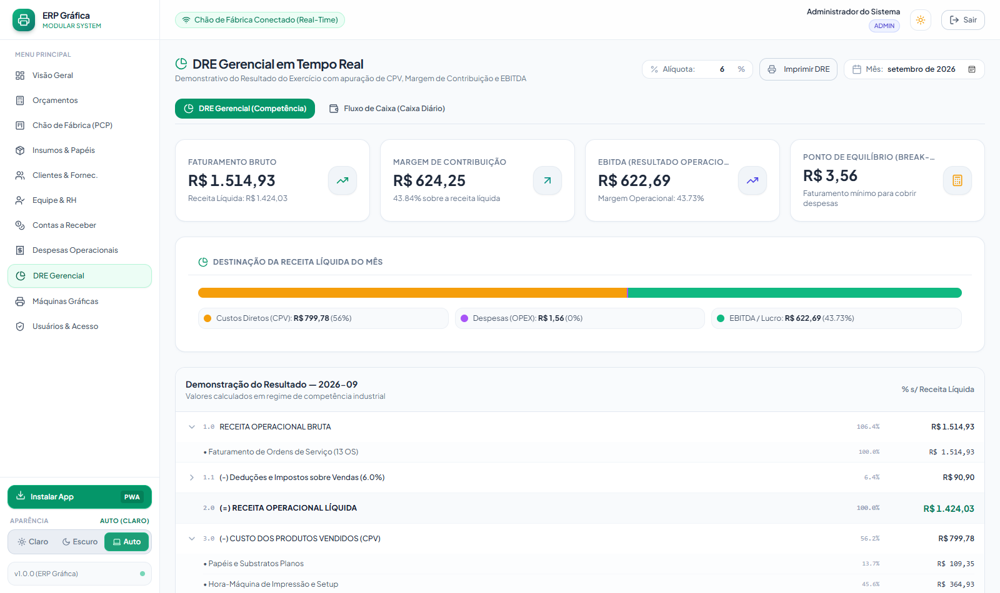 ERP Gráfica
MODULAR SYSTEM
MENU PRINCIPAL
Visão Geral
Orçamentos
Chão de Fábrica (PCP)
Insumos & Papéis
Clientes & Fornec.
Equipe & RH
Contas a Receber
Despesas Operacionais
DRE Gerencial
Máquinas Gráficas
Usuários & Acesso
Instalar App PWA
APARÊNCIA AUTO (CLARO)
Claro Escuro Auto
v1.0.0 (ERP Gráfica)
Chão de Fábrica Conectado (Real-Time)
Administrador do Sistema
ADMIN
Sair
DRE Gerencial em Tempo Real
Demonstrativo do Resultado do Exercício com apuração de CPV, Margem de Contribuição e EBITDA
Alíquota: 6 %
Imprimir DRE
Mês: setembro de 2026
DRE Gerencial (Competência)
Fluxo de Caixa (Caixa Diário)
FATURAMENTO BRUTO
R$ 1.514,93
Receita Líquida: R$ 1.424,03
MARGEM DE CONTRIBUIÇÃO
R$ 624,25
43.84% sobre a receita líquida
EBITDA (RESULTADO OPERACIO...
R$ 622,69
Margem Operacional: 43.73%
PONTO DE EQUILÍBRIO (BREAK-...
R$ 3,56
Faturamento mínimo para cobrir
despesas
DESTINAÇÃO DA RECEITA LÍQUIDA DO MÊS
Custos Diretos (CPV): R$ 799,78 (56%)
Despesas (OPEX): R$ 1,56 (0%)
EBITDA / Lucro: R$ 622,69 (43.73%)
Demonstração do Resultado — 2026-09
Valores calculados em regime de competência industrial
% s/ Receita Líquida
1.0 RECEITA OPERACIONAL BRUTA 106.4% R$ 1.514,93
• Faturamento de Ordens de Serviço (13 OS) 100.0% R$ 1.514,93
1.1 (-) Deduções e Impostos sobre Vendas (6.0%) 6.4% R$ 90,90
2.0 (=) RECEITA OPERACIONAL LÍQUIDA 100.0% R$ 1.424,03
3.0 (-) CUSTO DOS PRODUTOS VENDIDOS (CPV) 56.2% R$ 799,78
• Papéis e Substratos Planos 13.7% R$ 109,35
• Hora-Máquina de Impressão e Setup 45.6% R$ 364,93